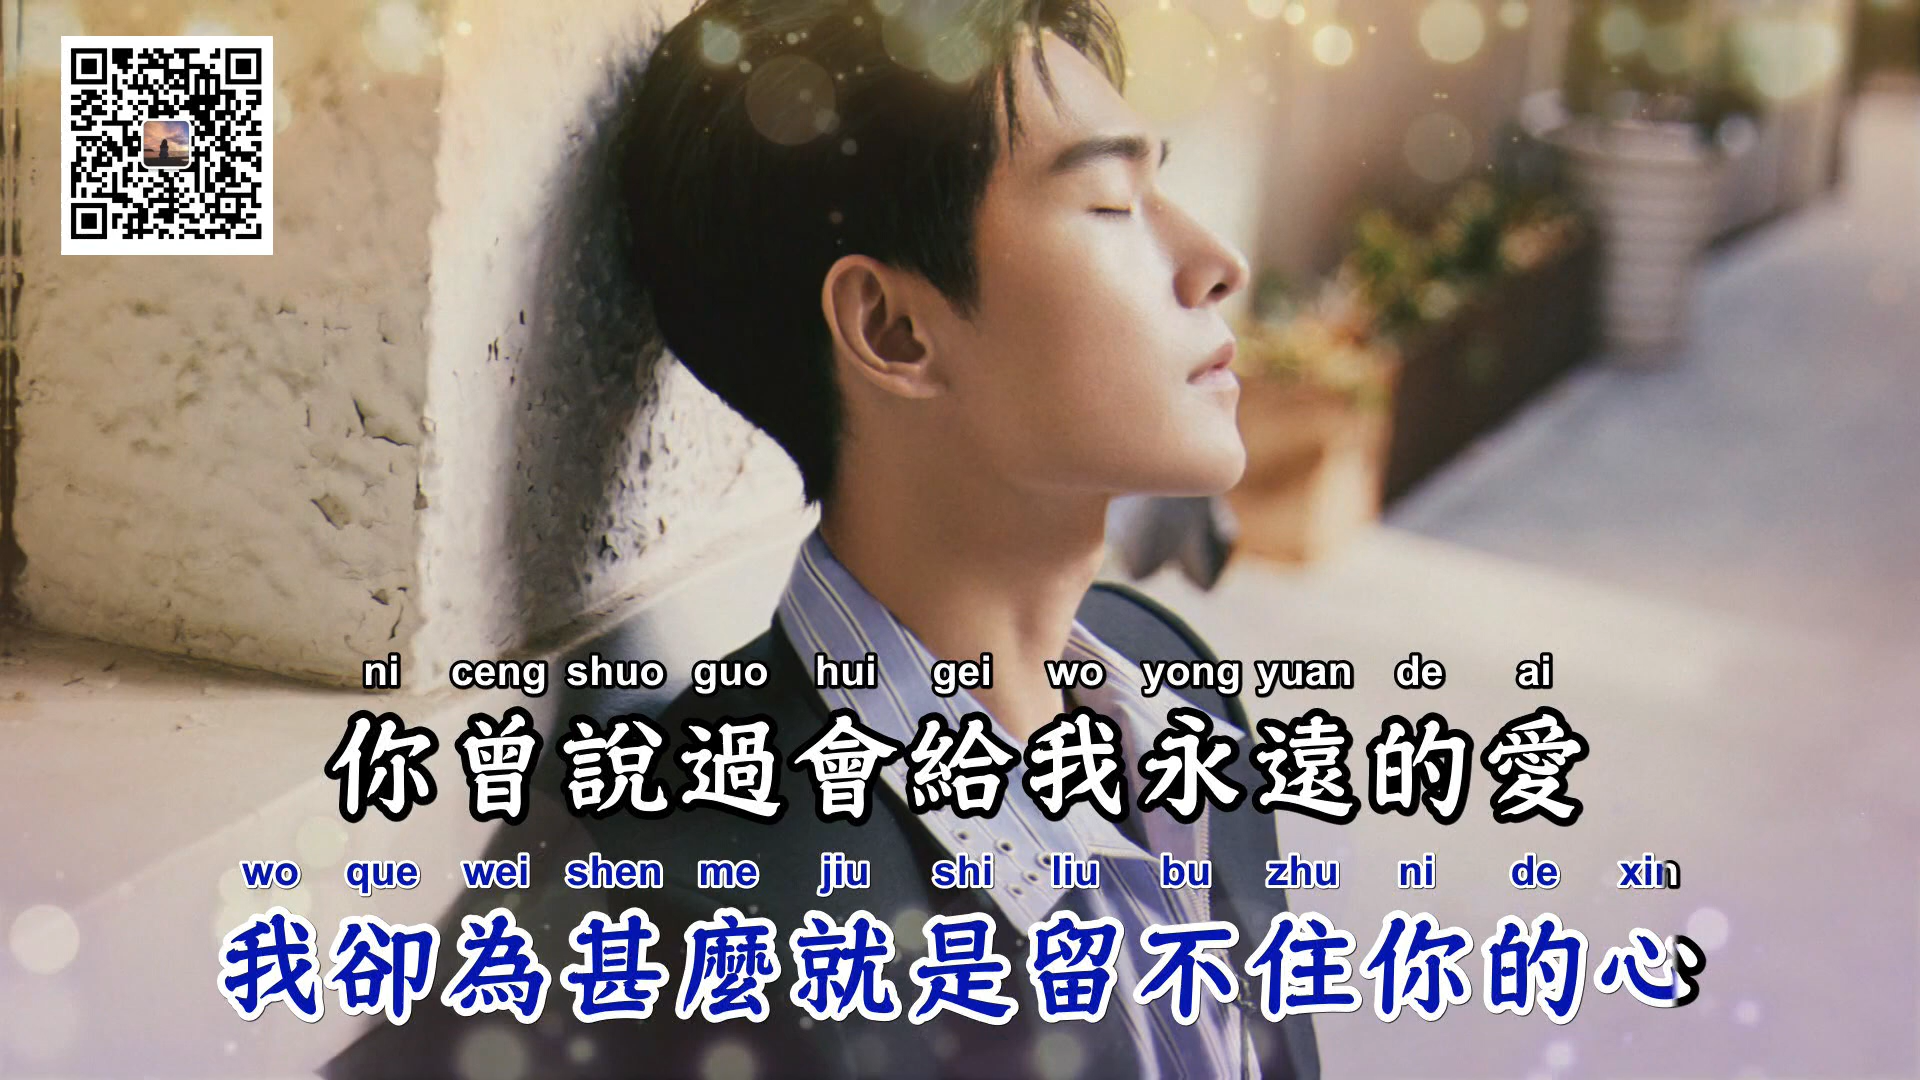 ni ceng shuo guo hui gei wo yong yuan de ai
你曾說過會給我永遠的愛
wo que wei shen me jiu shi liu bu zhu ni de xin
我卻為甚麼就是留不住你的心